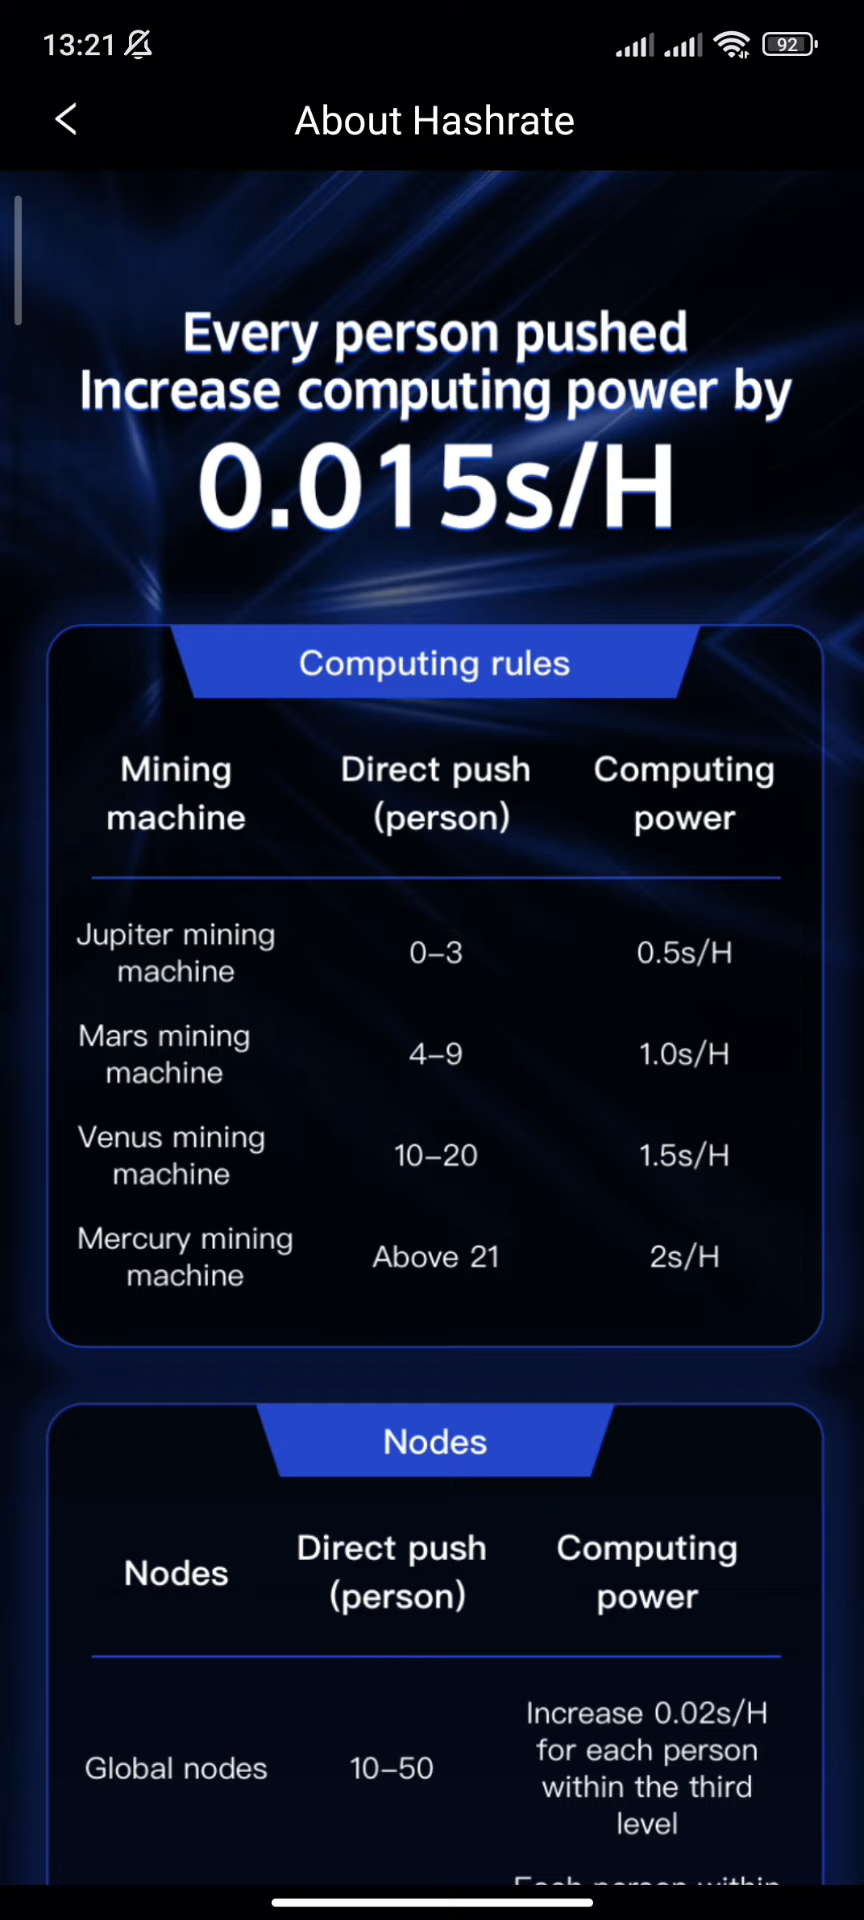 13:21
92
About Hashrate
Every person pushed
Increase computing power by
0.015s/H
Computing rules
Mining machine
Direct push (person)
Computing power
Jupiter mining machine
0–3
0.5s/H
Mars mining machine
4–9
1.0s/H
Venus mining machine
10–20
1.5s/H
Mercury mining machine
Above 21
2s/H
Nodes
Nodes
Direct push (person)
Computing power
Global nodes
10–50
Increase 0.02s/H
for each person
within the third
level
Each person within